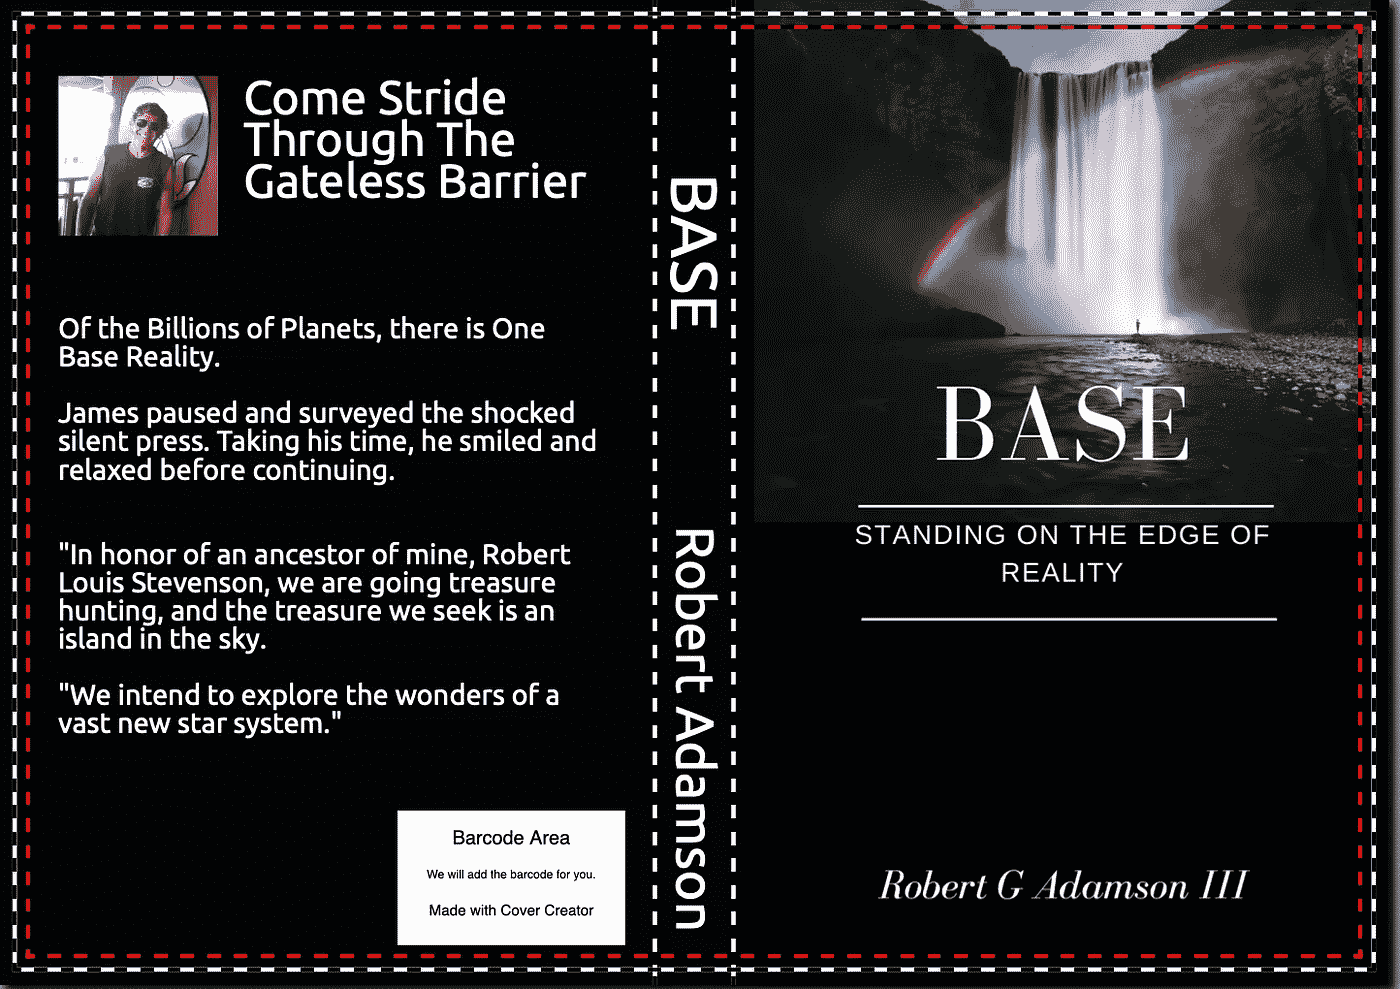 Come Stride
Through The
Gateless Barrier
Of the Billions of Planets, there is One
Base Reality.
James paused and surveyed the shocked
silent press. Taking his time, he smiled and
relaxed before continuing.
"In honor of an ancestor of mine, Robert
Louis Stevenson, we are going treasure
hunting, and the treasure we seek is an
island in the sky.
"We intend to explore the wonders of a
vast new star system."
Barcode Area
We will add the barcode for you.
Made with Cover Creator
BASE
Robert Adamson
BASE
STANDING ON THE EDGE OF
REALITY
Robert G Adamson III